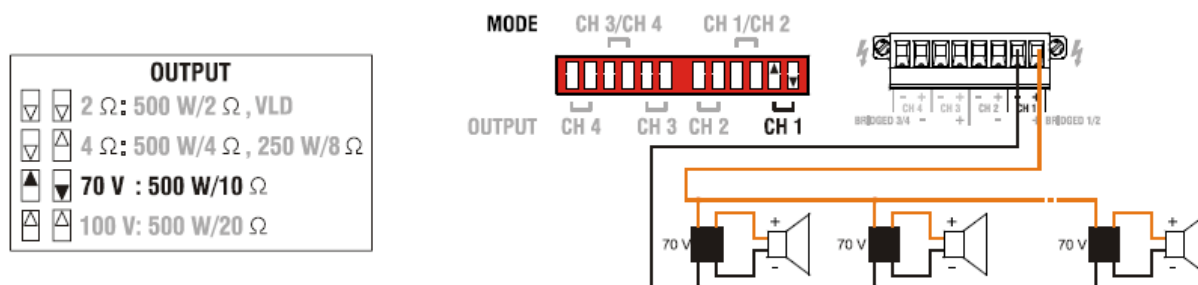 OUTPUT
2 Ω: 500 W/2 Ω , VLD
4 Ω: 500 W/4 Ω , 250 W/8 Ω
70 V : 500 W/10 Ω
100 V: 500 W/20 Ω
MODE CH 3/CH 4 CH 1/CH 2
OUTPUT CH 4 CH 3 CH 2 CH 1
- + - + - + - +
CH 4 CH 3 CH 2 CH 1
BRIDGED 3/4 - + - + BRIDGED 1/2
70 V + -
70 V + -
70 V + -